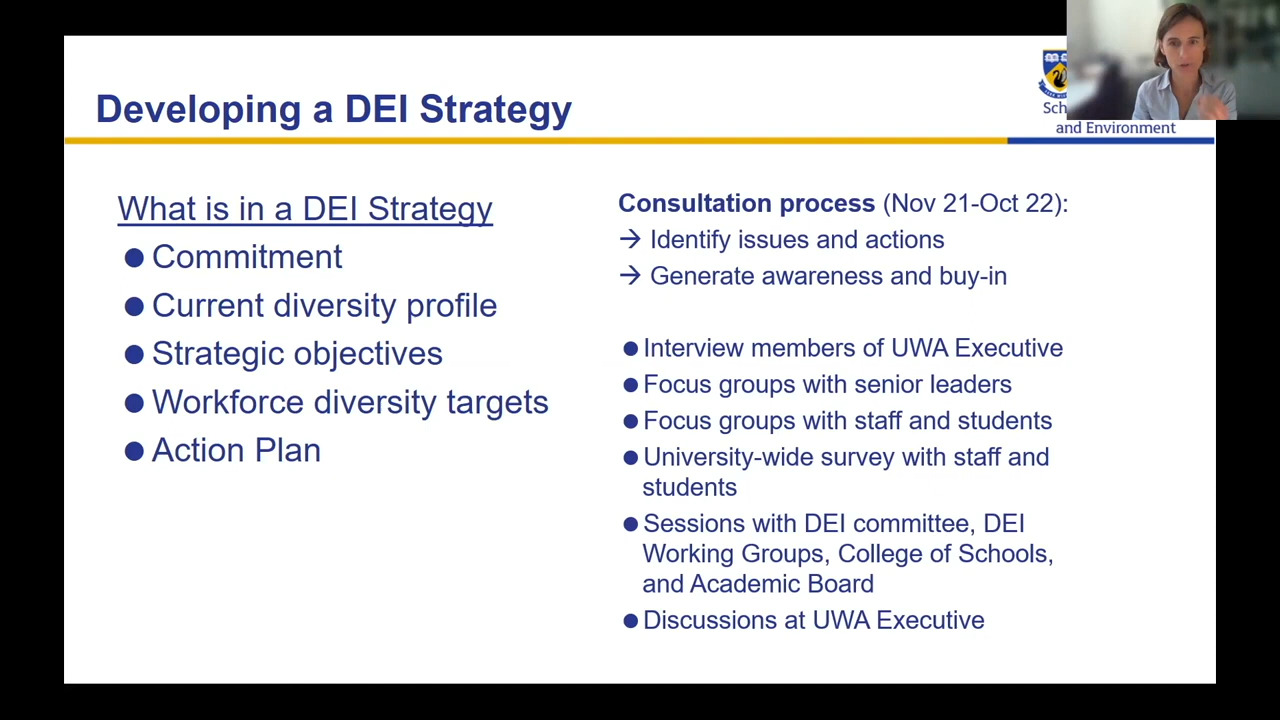 Developing a DEI Strategy
and Environment
What is in a DEI Strategy
● Commitment
● Current diversity profile
● Strategic objectives
● Workforce diversity targets
● Action Plan
Consultation process (Nov 21-Oct 22):
→ Identify issues and actions
→ Generate awareness and buy-in
● Interview members of UWA Executive
● Focus groups with senior leaders
● Focus groups with staff and students
● University-wide survey with staff and
students
● Sessions with DEI committee, DEI
Working Groups, College of Schools,
and Academic Board
● Discussions at UWA Executive